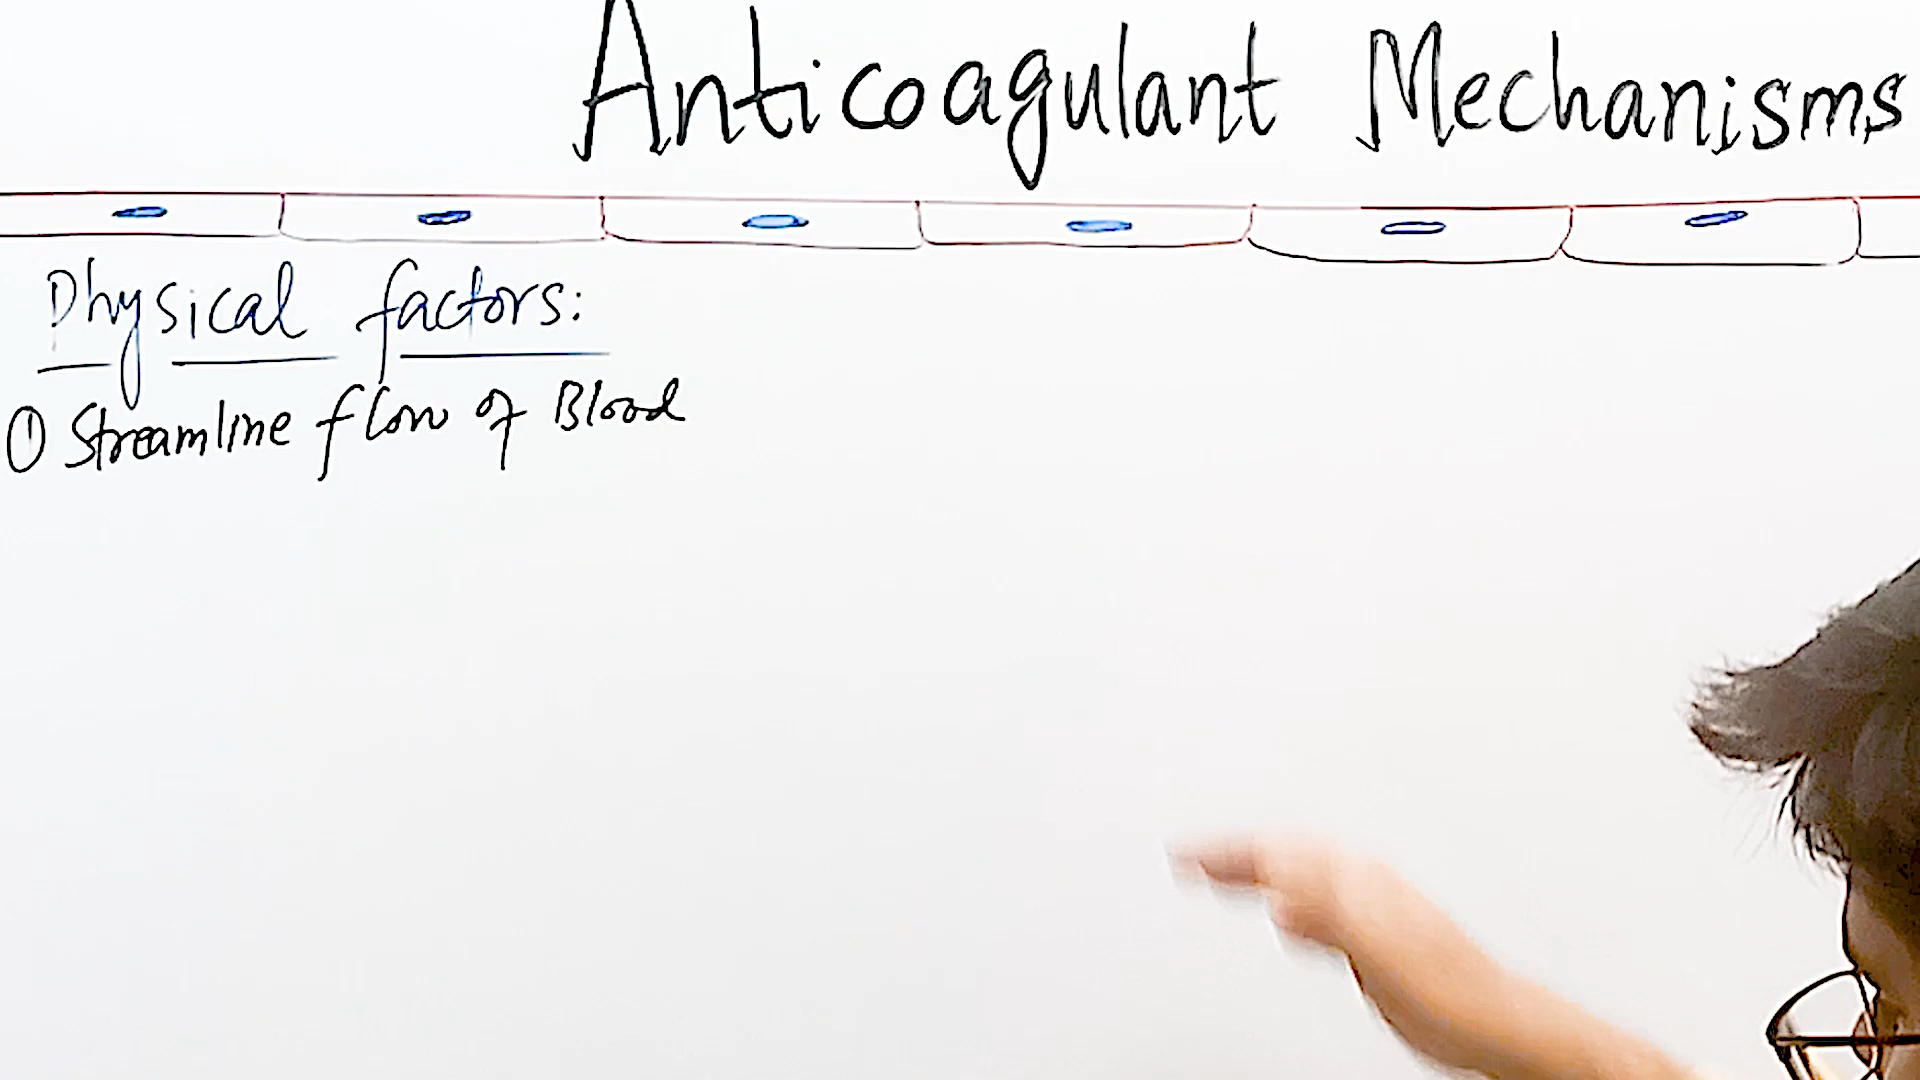 Anticoagulant Mechanisms
Physical factors:
① Streamline flow of Blood